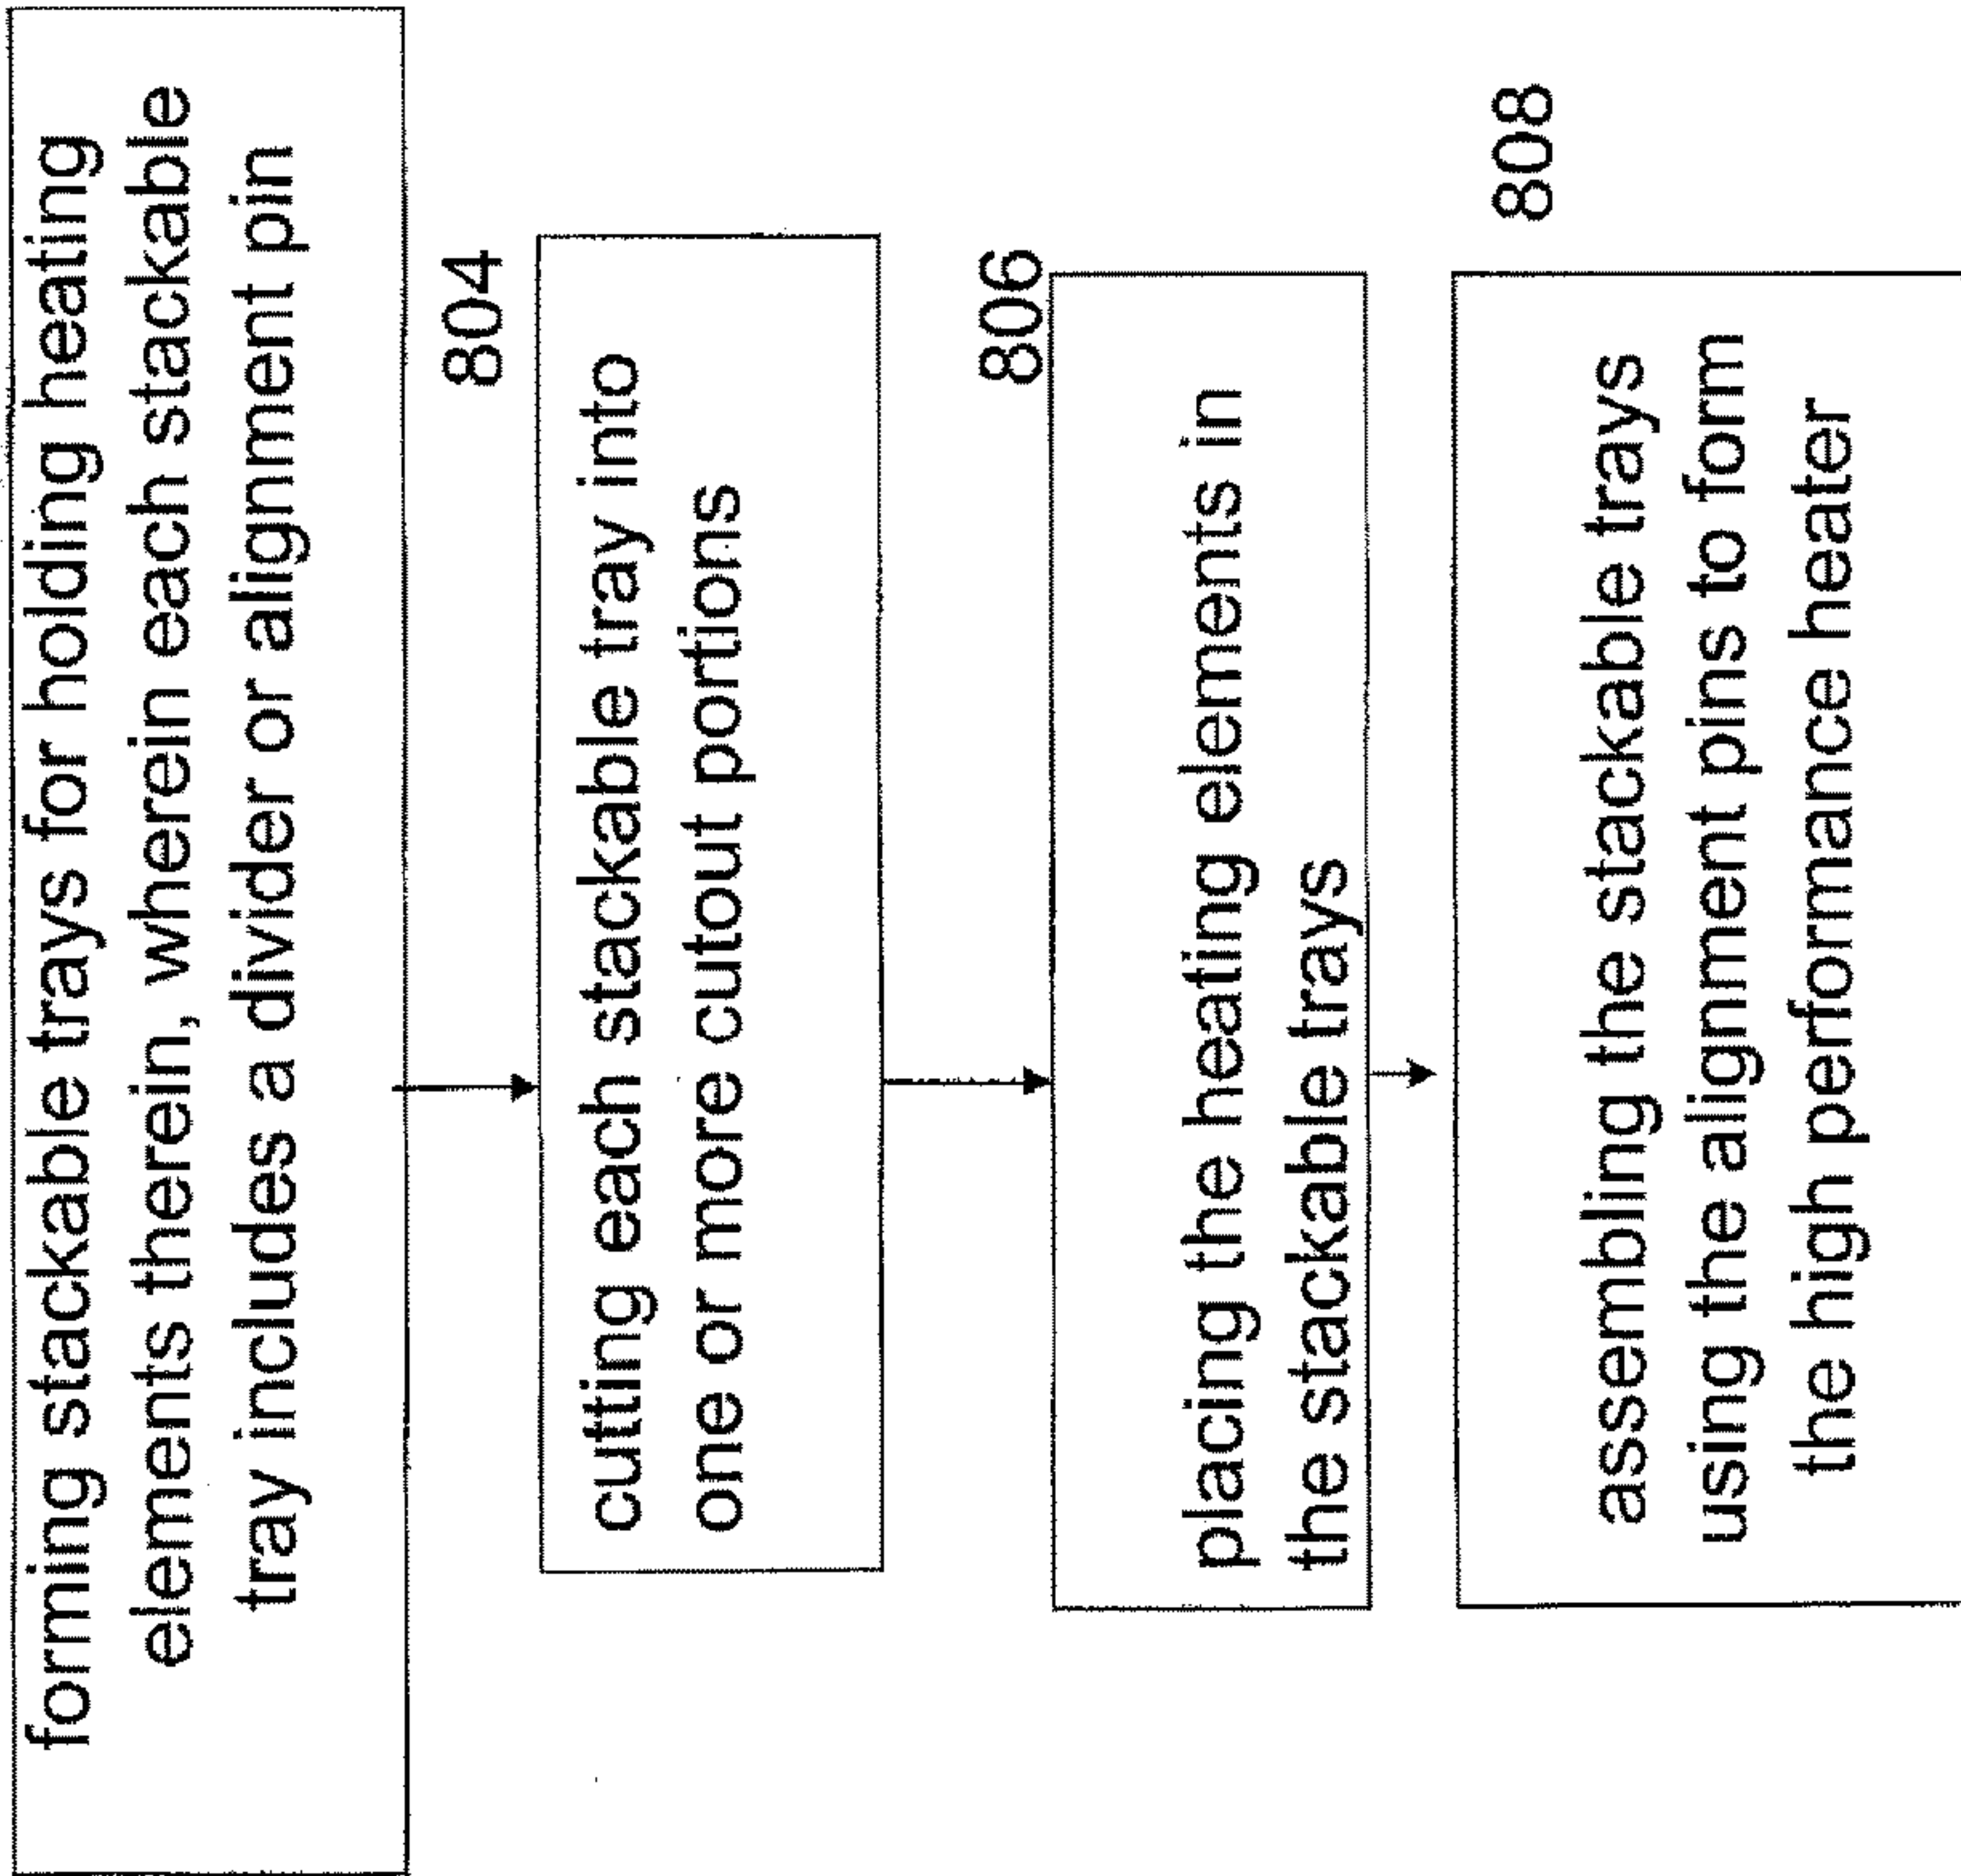 forming stackable trays for holding heating
elements therein, wherein each stackable
tray includes a divider or alignment pin
804
cutting each stackable tray into
one or more cutout portions
806
placing the heating elements in
the stackable trays
808
assembling the stackable trays
using the alignment pins to form
the high performance heater